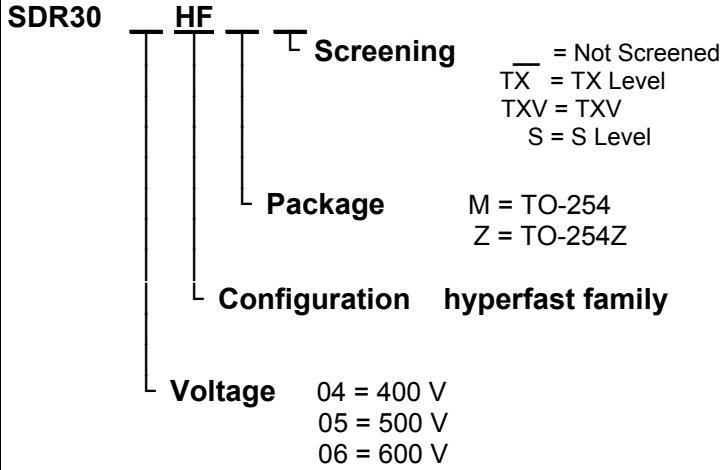 SDR30 __ HF __ __
Screening __ = Not Screened
TX = TX Level
TXV = TXV
S = S Level
Package M = TO-254
Z = TO-254Z
Configuration hyperfast family
Voltage 04 = 400 V
05 = 500 V
06 = 600 V